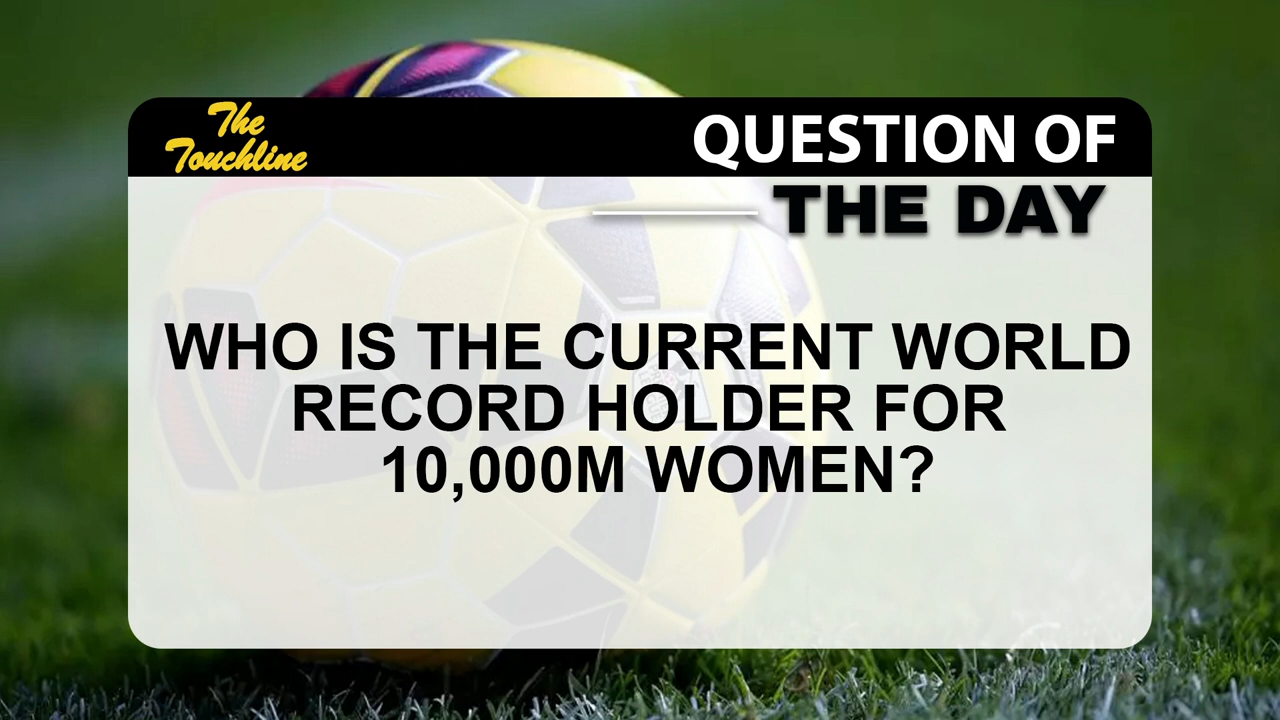 The
Touchline
QUESTION OF
THE DAY
WHO IS THE CURRENT WORLD
RECORD HOLDER FOR
10,000M WOMEN?